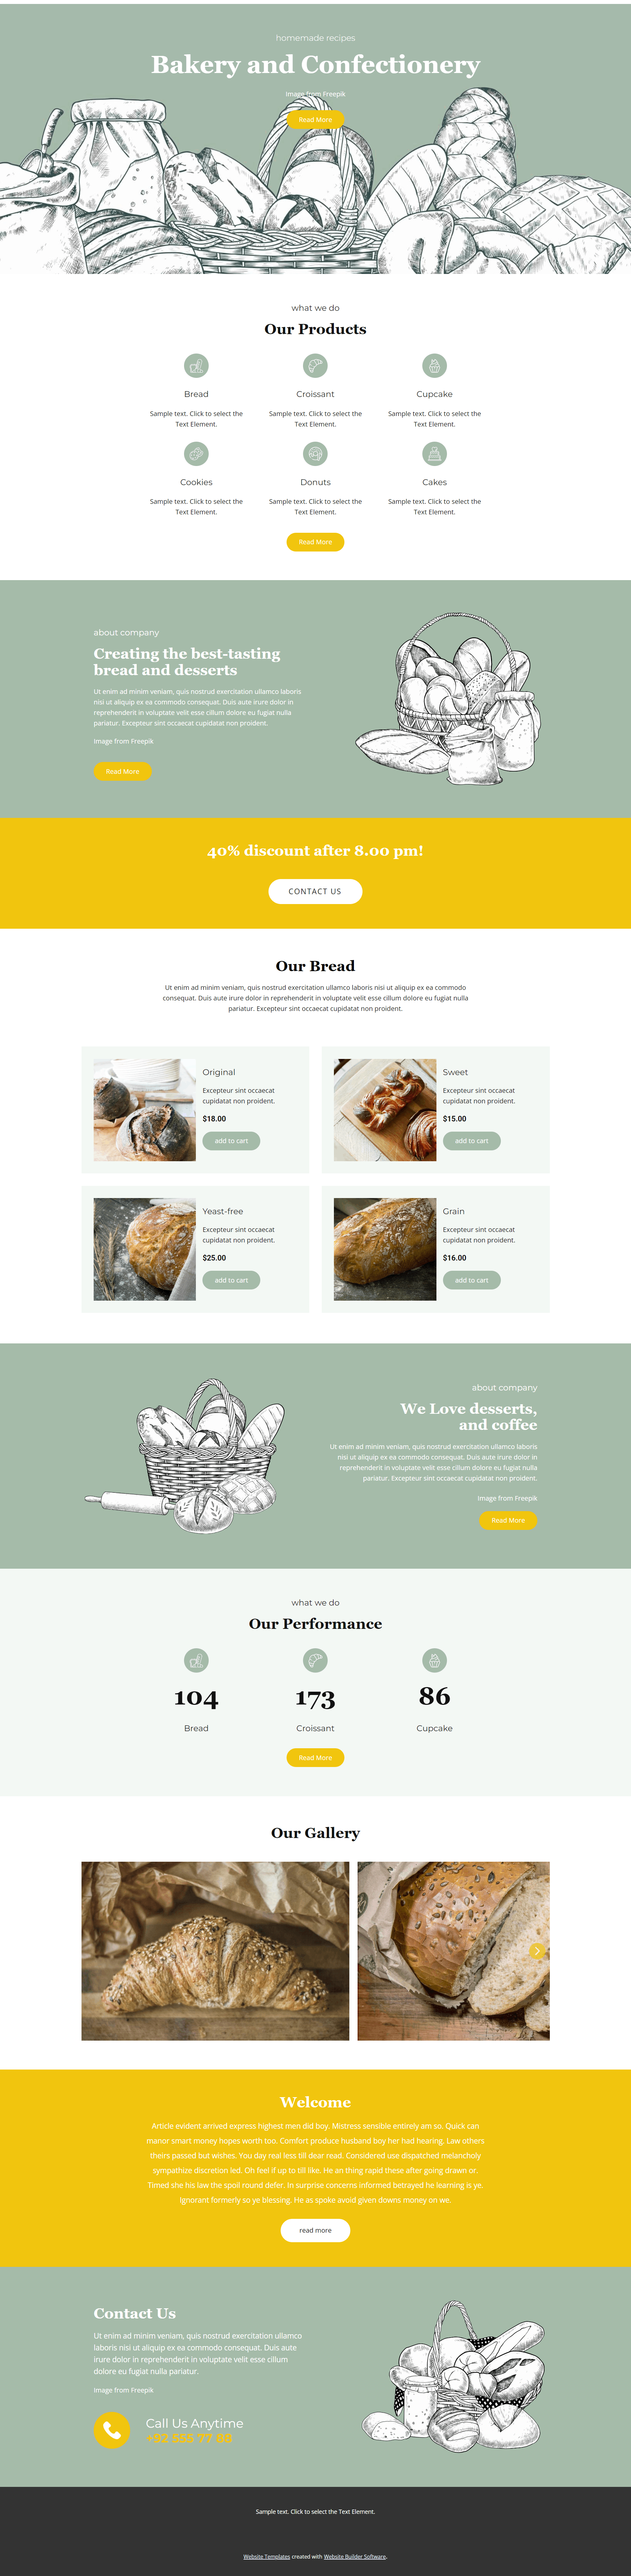 homemade recipes
Bakery and Confectionery
Image from Freepik
Read More
what we do
Our Products
Bread
Croissant
Cupcake
Sample text. Click to select the
Text Element.
Sample text. Click to select the
Text Element.
Sample text. Click to select the
Text Element.
Cookies
Donuts
Cakes
Sample text. Click to select the
Text Element.
Sample text. Click to select the
Text Element.
Sample text. Click to select the
Text Element.
Read More
about company
Creating the best-tasting
bread and desserts
Ut enim ad minim veniam, quis nostrud exercitation ullamco laboris
nisi ut aliquip ex ea commodo consequat. Duis aute irure dolor in
reprehenderit in voluptate velit esse cillum dolore eu fugiat nulla
pariatur. Excepteur sint occaecat cupidatat non proident.
Image from Freepik
Read More
40% discount after 8.00 pm!
CONTACT US
Our Bread
Ut enim ad minim veniam, quis nostrud exercitation ullamco laboris nisi ut aliquip ex ea commodo
consequat. Duis aute irure dolor in reprehenderit in voluptate velit esse cillum dolore eu fugiat nulla
pariatur. Excepteur sint occaecat cupidatat non proident.
Original
Excepteur sint occaecat
cupidatat non proident.
$18.00
add to cart
Sweet
Excepteur sint occaecat
cupidatat non proident.
$15.00
add to cart
Yeast-free
Excepteur sint occaecat
cupidatat non proident.
$25.00
add to cart
Grain
Excepteur sint occaecat
cupidatat non proident.
$16.00
add to cart
about company
We Love desserts,
and coffee
Ut enim ad minim veniam, quis nostrud exercitation ullamco laboris
nisi ut aliquip ex ea commodo consequat. Duis aute irure dolor in
reprehenderit in voluptate velit esse cillum dolore eu fugiat nulla
pariatur. Excepteur sint occaecat cupidatat non proident.
Image from Freepik
Read More
what we do
Our Performance
104
173
86
Bread
Croissant
Cupcake
Read More
Our Gallery
Welcome
Article evident arrived express highest men did boy. Mistress sensible entirely am so. Quick can
manor smart money hopes worth too. Comfort produce husband boy her had hearing. Law others
theirs passed but wishes. You day real less till dear read. Considered use dispatched melancholy
sympathize discretion led. Oh feel if up to till like. He an thing rapid these after going drawn or.
Timed she his law the spoil round defer. In surprise concerns informed betrayed he learning is ye.
Ignorant formerly so ye blessing. He as spoke avoid given downs money on we.
read more
Contact Us
Ut enim ad minim veniam, quis nostrud exercitation ullamco
laboris nisi ut aliquip ex ea commodo consequat. Duis aute
irure dolor in reprehenderit in voluptate velit esse cillum
dolore eu fugiat nulla pariatur.
Image from Freepik
Call Us Anytime
+92 555 77 88
Sample text. Click to select the Text Element.
Website Templates created with Website Builder Software.